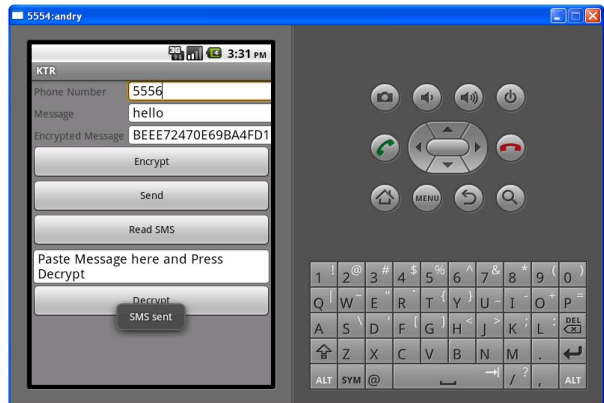 5554:andry
3G 3:31 PM
KTR
Phone Number 5556
Message hello
Encrypted Message BEEE72470E69BA4FD1
Encrypt
Send
Read SMS
Paste Message here and Press
Decrypt
Decrypt
SMS sent
MENU
1 ! 2 @ 3 # 4 $ 5 % 6 ^ 7 & 8 * 9 ( 0 )
Q | W ~ E “ R ` T { Y } U - I - O + P =
A S \ D ‘ F [ G ] H < J > K ; L : DEL
Z X C V B N M .
ALT SYM @ / ? , ALT